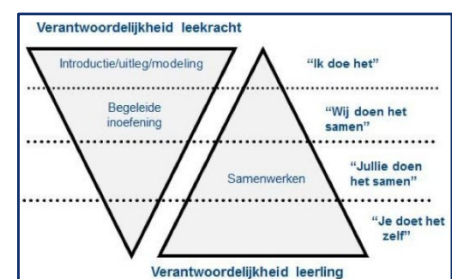 Verantwoordelijkheid leekracht
Introductie/uitleg/modeling
“Ik doe het”
Begeleide
inoefening
“Wij doen het
samen”
Samenwerken
“Jullie doen
het samen”
“Je doet het
zelf”
Verantwoordelijkheid leerling